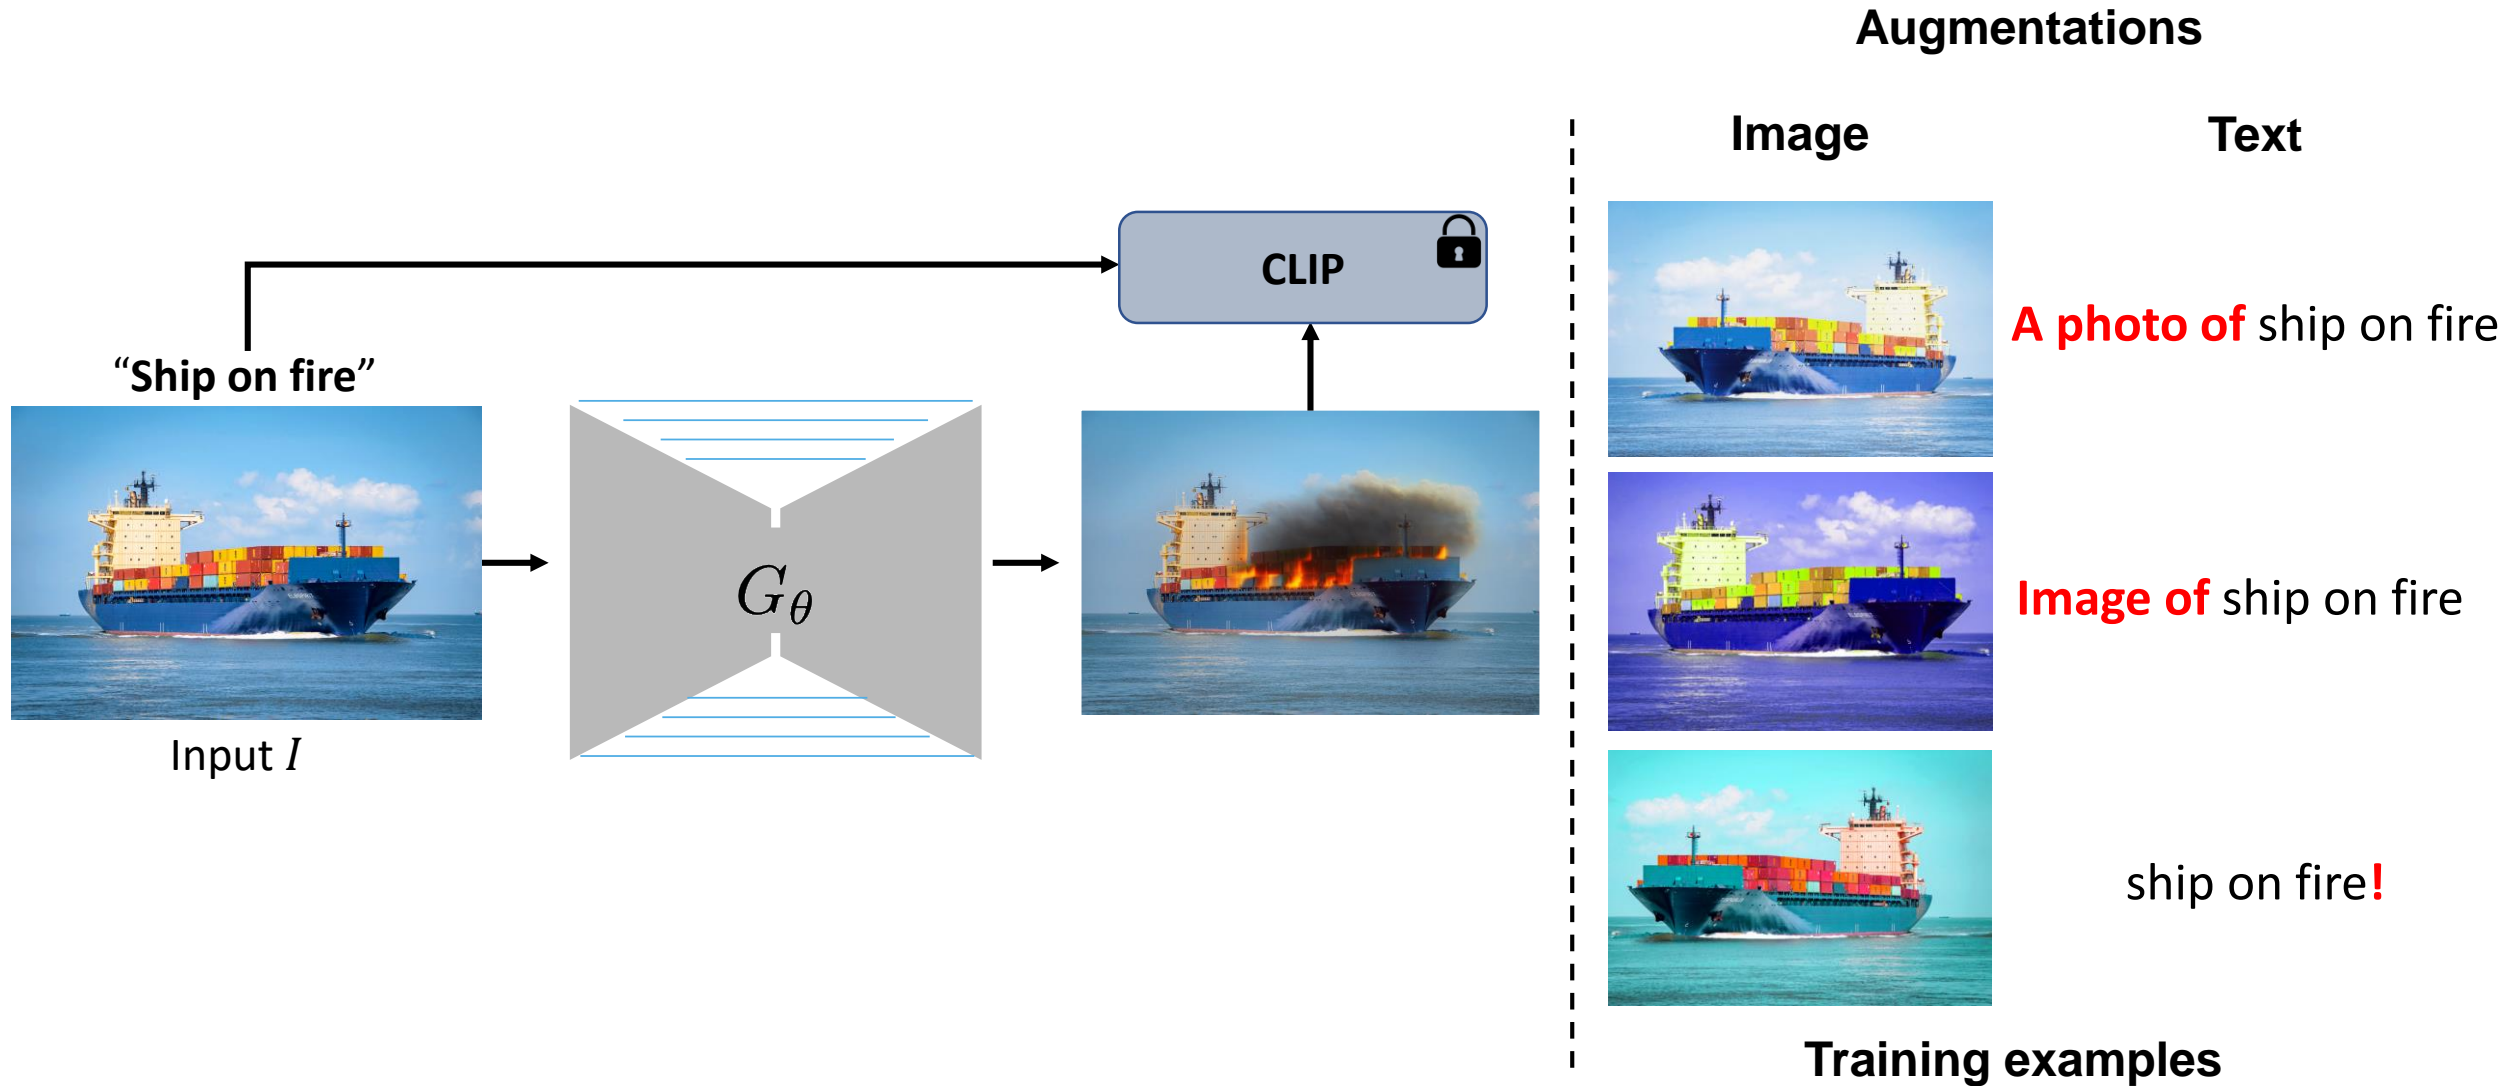 Augmentations
Image
Text
CLIP
“Ship on fire”
Input I
G_θ
A photo of ship on fire
Image of ship on fire
ship on fire!
Training examples